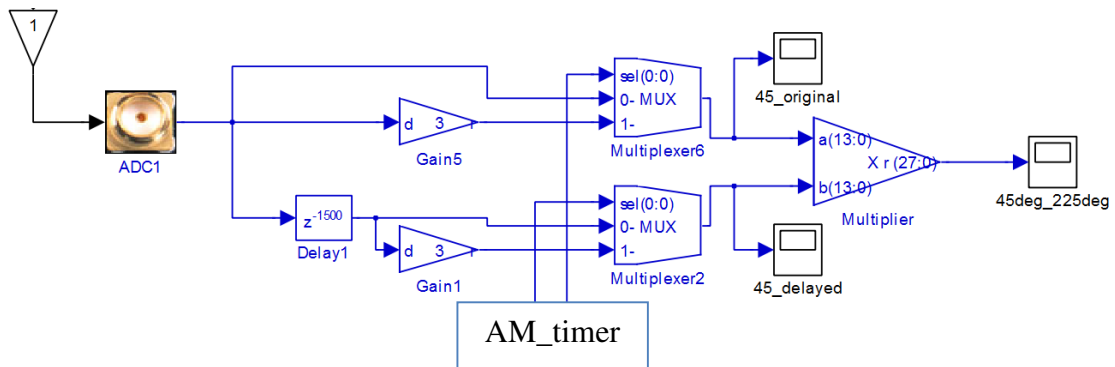 1
ADC1
d 3 r
Gain5
sel(0:0)
0- MUX
1-
Multiplexer6
45_original
a(13:0)
X r (27:0)
b(13:0)
Multiplier
45deg_225deg
z-1500
Delay1
d 3 r
Gain1
sel(0:0)
0- MUX
1-
Multiplexer2
45_delayed
AM_timer